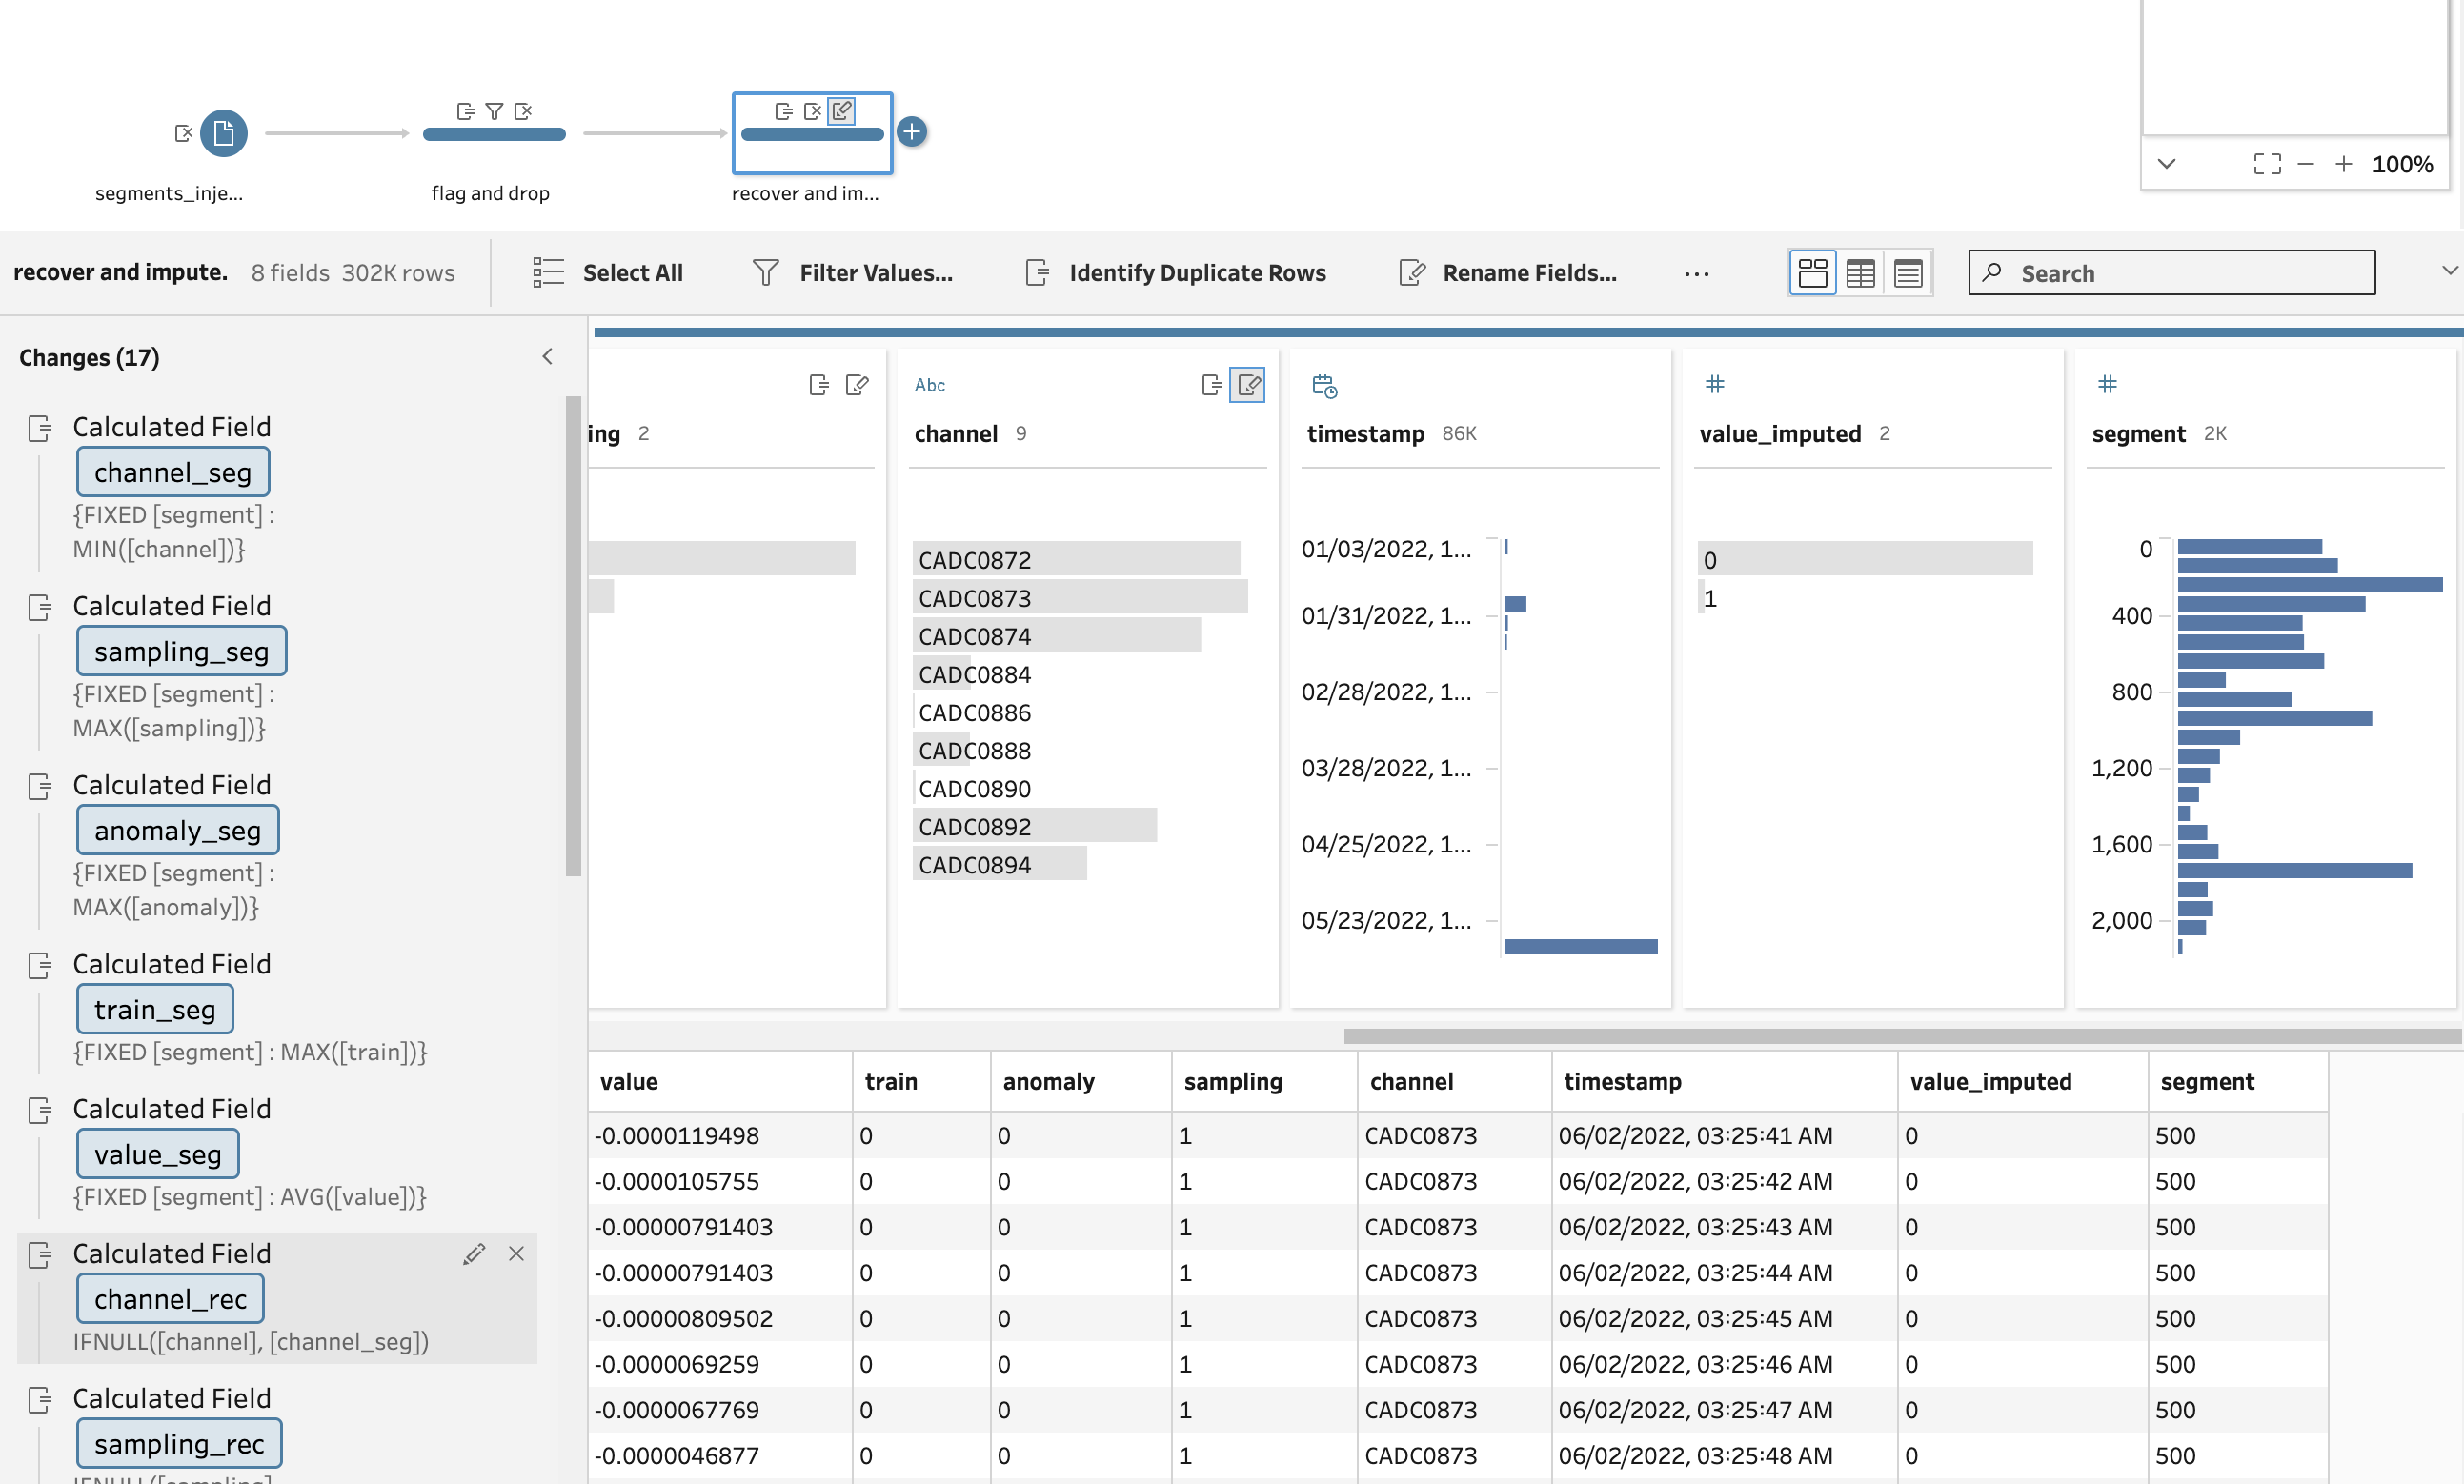 segments_inje...
flag and drop
recover and im...
100%
recover and impute. 8 fields 302K rows
Select All
Filter Values...
Identify Duplicate Rows
Rename Fields...
Search
Changes (17)
Calculated Field
channel_seg
{FIXED [segment] :
MIN([channel])}
Calculated Field
sampling_seg
{FIXED [segment] :
MAX([sampling])}
Calculated Field
anomaly_seg
{FIXED [segment] :
MAX([anomaly])}
Calculated Field
train_seg
{FIXED [segment] : MAX([train])}
Calculated Field
value_seg
{FIXED [segment] : AVG([value])}
Calculated Field
channel_rec
IFNULL([channel], [channel_seg])
Calculated Field
sampling_rec
IFNULL([sampling],
ing 2
Abc
channel 9
CADC0872
CADC0873
CADC0874
CADC0884
CADC0886
CADC0888
CADC0890
CADC0892
CADC0894
timestamp 86K
01/03/2022, 1...
01/31/2022, 1...
02/28/2022, 1...
03/28/2022, 1...
04/25/2022, 1...
05/23/2022, 1...
#
value_imputed 2
0
1
#
segment 2K
0
400
800
1,200
1,600
2,000
value train anomaly sampling channel timestamp value_imputed segment
-0.0000119498 0 0 1 CADC0873 06/02/2022, 03:25:41 AM 0 500
-0.0000105755 0 0 1 CADC0873 06/02/2022, 03:25:42 AM 0 500
-0.00000791403 0 0 1 CADC0873 06/02/2022, 03:25:43 AM 0 500
-0.00000791403 0 0 1 CADC0873 06/02/2022, 03:25:44 AM 0 500
-0.00000809502 0 0 1 CADC0873 06/02/2022, 03:25:45 AM 0 500
-0.0000069259 0 0 1 CADC0873 06/02/2022, 03:25:46 AM 0 500
-0.0000067769 0 0 1 CADC0873 06/02/2022, 03:25:47 AM 0 500
-0.0000046877 0 0 1 CADC0873 06/02/2022, 03:25:48 AM 0 500